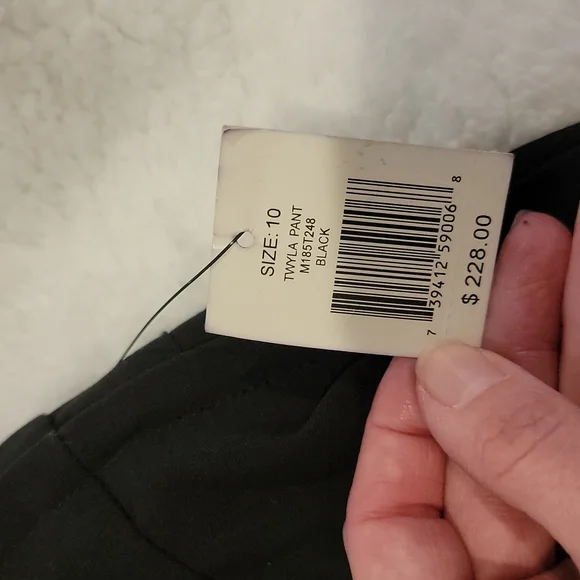 SIZE: 10
TWYLA PANT
M185T248
BLACK
7 39412 59006 8
$ 228.00